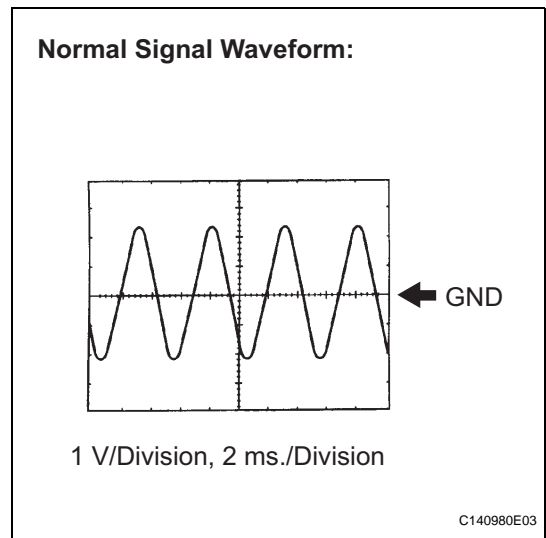 Normal Signal Waveform:
GND
1 V/Division, 2 ms./Division
C140980E03